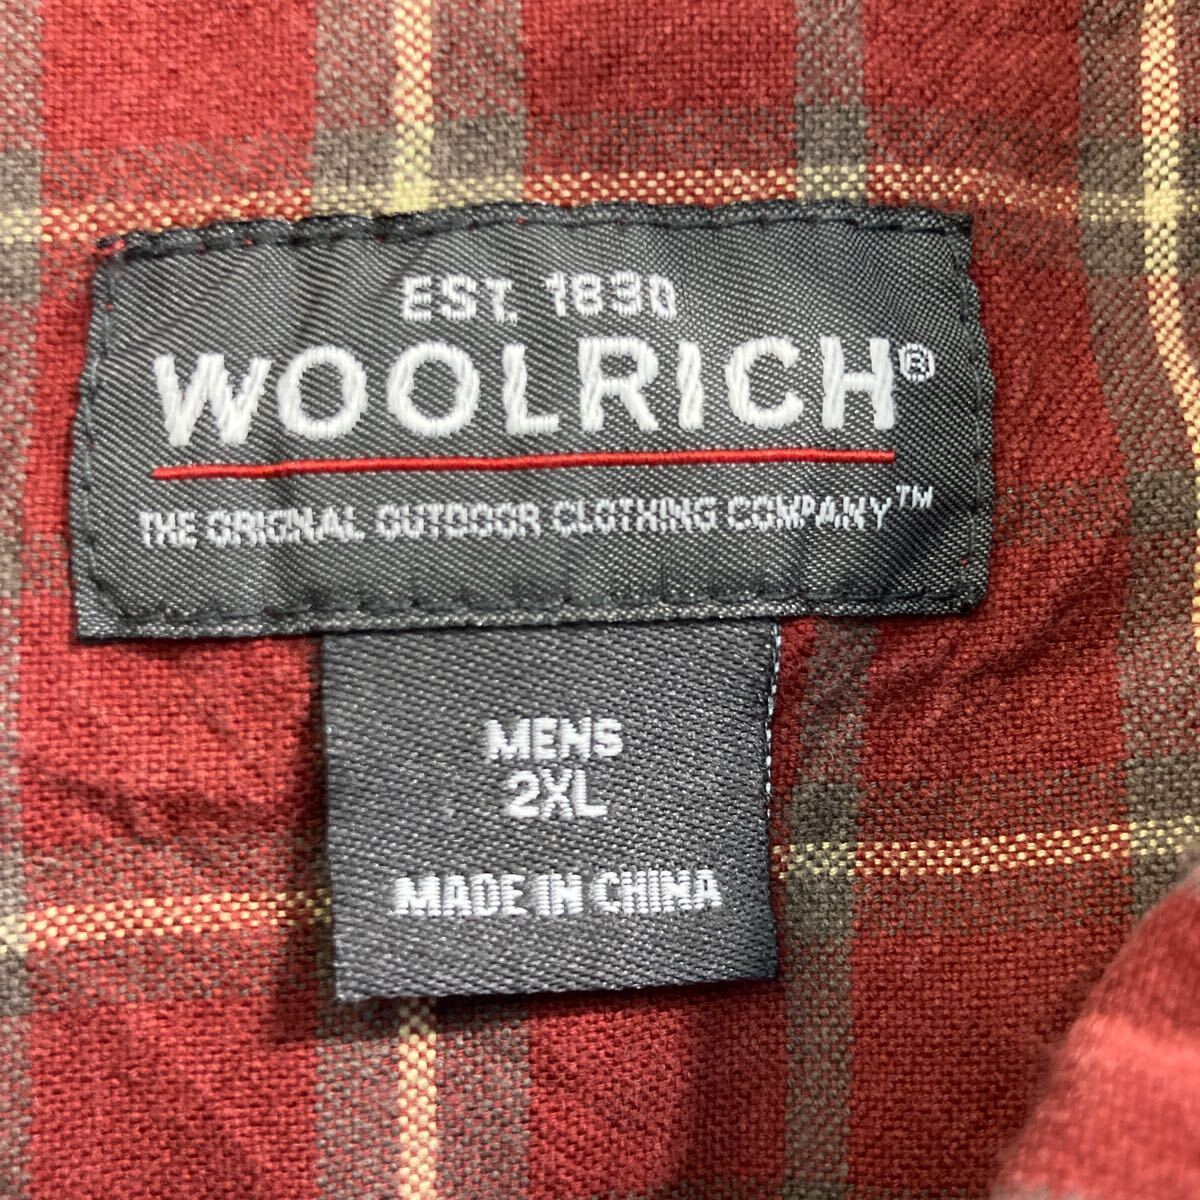 EST. 1830
WOOLRICH®
THE ORIGINAL OUTDOOR CLOTHING COMPANY™
MENS
2XL
MADE IN CHINA